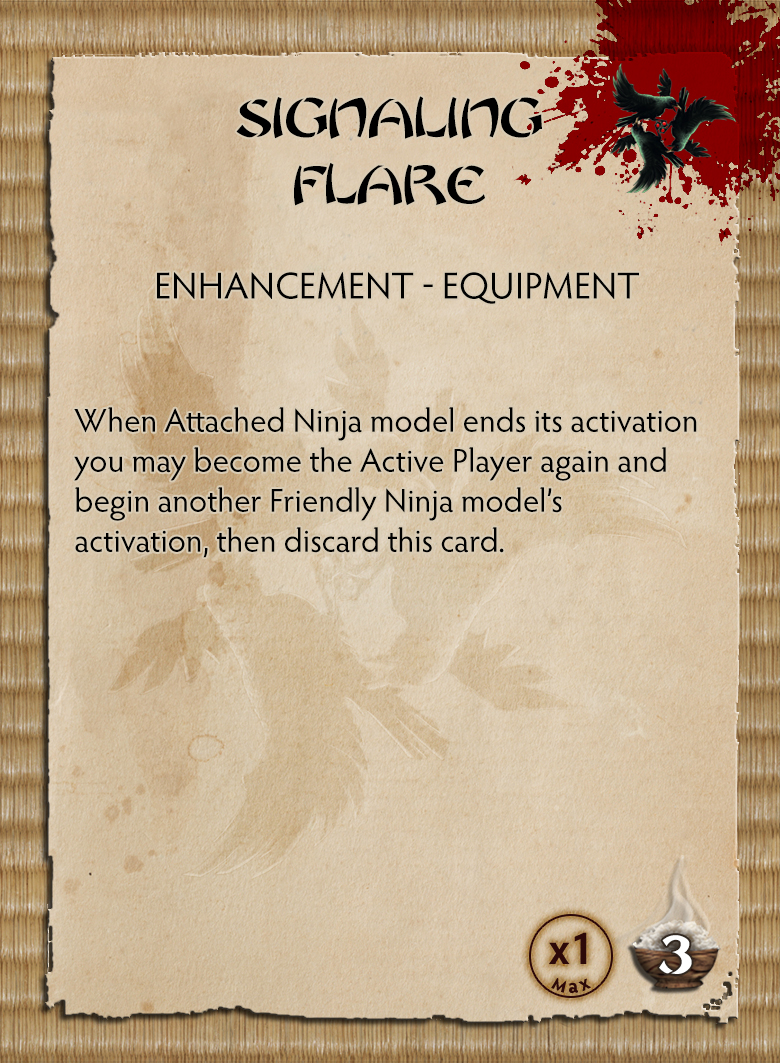 SIGNALING
FLARE
ENHANCEMENT - EQUIPMENT
When Attached Ninja model ends its activation
you may become the Active Player again and
begin another Friendly Ninja model's
activation, then discard this card.
x1
Max
3